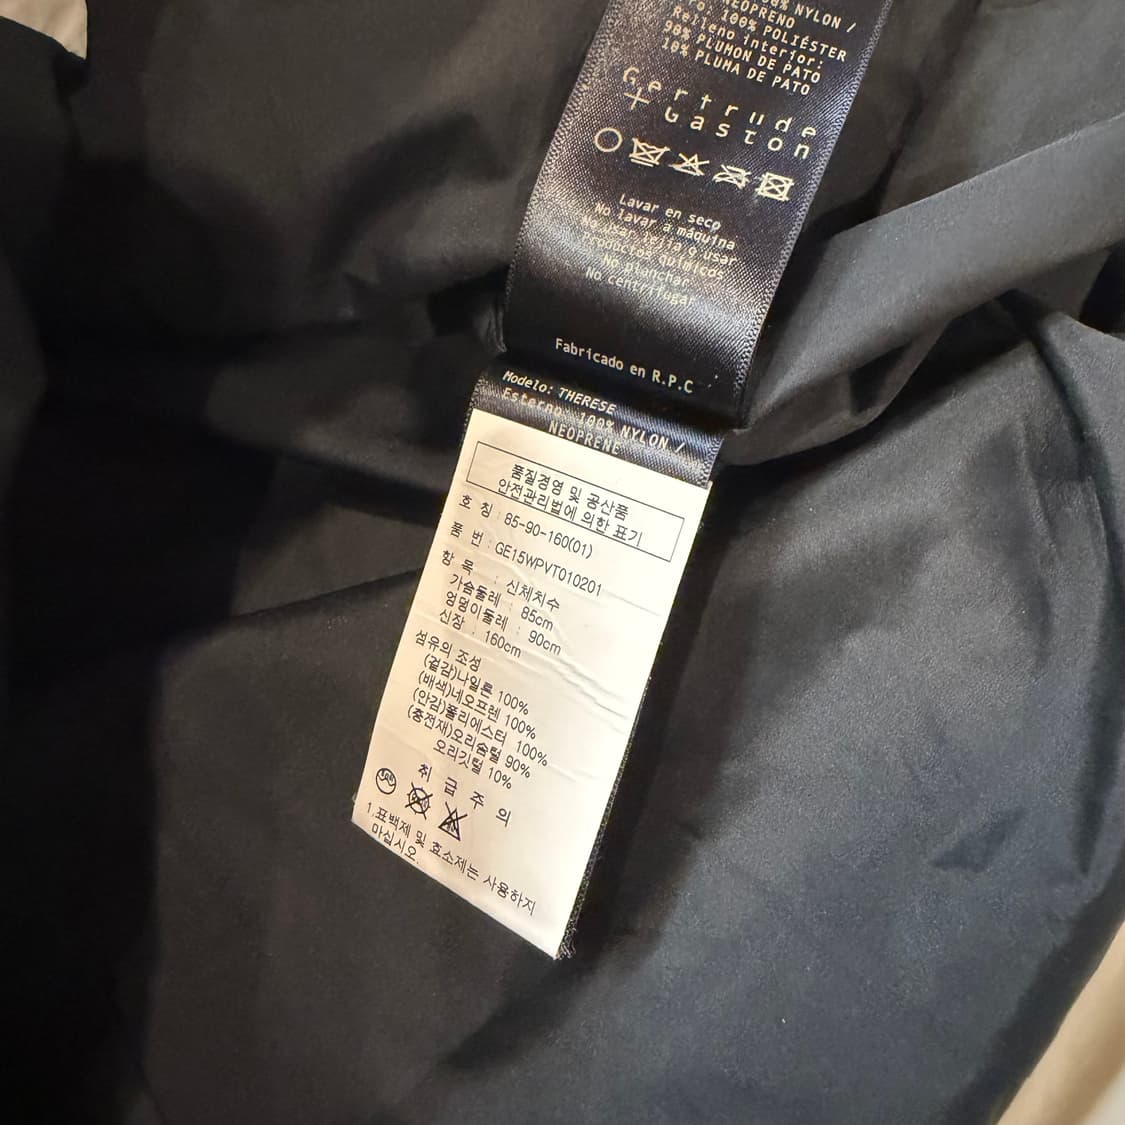 100% NYLON /
NEOPRENO
100% POLIÉSTER
Relleno interior:
90% PLUMON DE PATO
10% PLUMA DE PATO
Gertrude
+ Gaston
Lavar en seco
No lavar a máquina
o usar
productos químicos
No planchar
No centrifugar
Fabricado en R.P.C
Modelo: THERESE
Esterno 100% NYLON /
NEOPRENE
품질경영 및 공산품
안전관리법에 의한 표기
호 칭 : 85-90-160(01)
품 번 : GE15WPVT010201
항 목 : 신체치수
가슴둘레 : 85cm
엉덩이둘레 : 90cm
신장 : 160cm
섬유의 조성
(겉감)나일론 100%
(배색)네오프렌 100%
(안감)폴리에스터 100%
(충전재)오리솜털 90%
오리깃털 10%
취 급 주 의
1.표백제 및 효소제는 사용하지
마십시오.